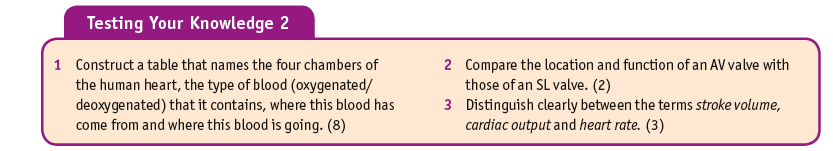 Testing Your Knowledge 2
1 Construct a table that names the four chambers of
the human heart, the type of blood (oxygenated/
deoxygenated) that it contains, where this blood has
come from and where this blood is going. (8)
2 Compare the location and function of an AV valve with
those of an SL valve. (2)
3 Distinguish clearly between the terms stroke volume,
cardiac output and heart rate. (3)